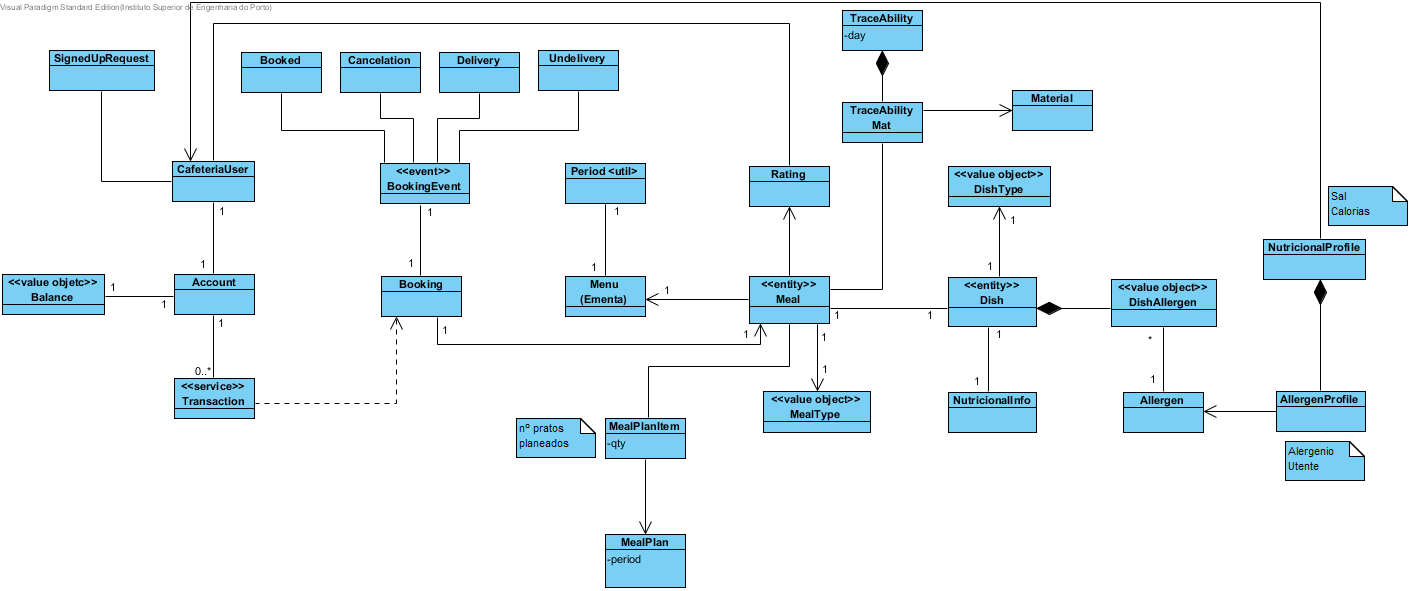 Visual Paradigm Standard Edition(Instituto Superior de Engenharia do Porto)
TraceAbility
-day
SignedUpRequest
Booked
Cancelation
Delivery
Undelivery
TraceAbility
Mat
Material
CafeteriaUser
<<event>>
BookingEvent
Period <util>
Rating
<<value object>>
DishType
Sal
Calorias
NutricionalProfile
1
1
1
1
1
1
1
1
<<value objetc>>
Balance
1
1
Account
Booking
Menu
(Ementa)
1
<<entity>>
Meal
1
1
<<entity>>
Dish
<<value object>>
DishAllergen
1
1
1
1
1
*
0..*
1
1
1
<<service>>
Transaction
<<value object>>
MealType
NutricionalInfo
Allergen
AllergenProfile
nº pratos
planeados
MealPlanItem
-qty
Alergenio
Utente
MealPlan
-period